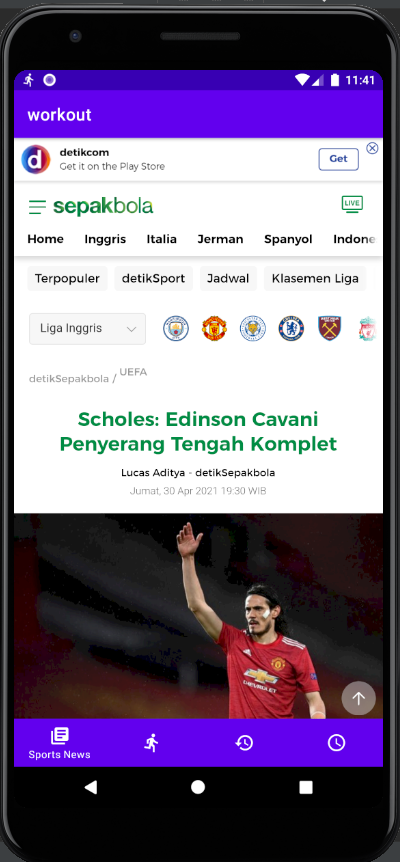 11:41
workout
detikcom
Get it on the Play Store
Get
sepakbola
LIVE
Home Inggris Italia Jerman Spanyol Indone
Terpopuler detikSport Jadwal Klasemen Liga
Liga Inggris
detikSepakbola / UEFA
Scholes: Edinson Cavani
Penyerang Tengah Komplet
Lucas Aditya - detikSepakbola
Jumat, 30 Apr 2021 19:30 WIB
CHEVROLET
Sports News